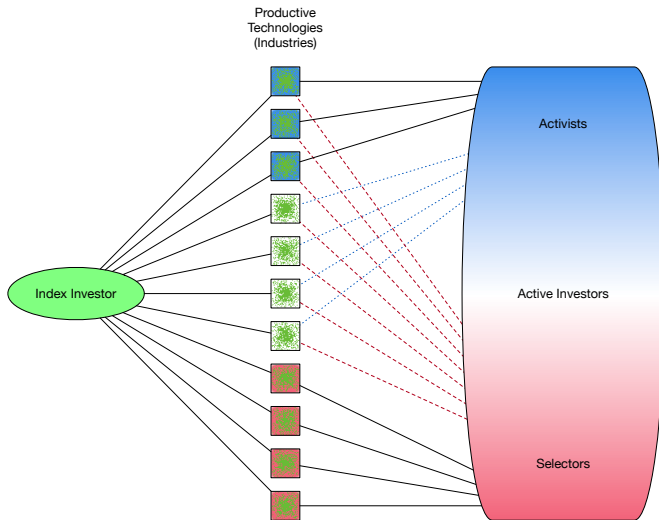 Productive
Technologies
(Industries)
Activists
Index Investor
Active Investors
Selectors